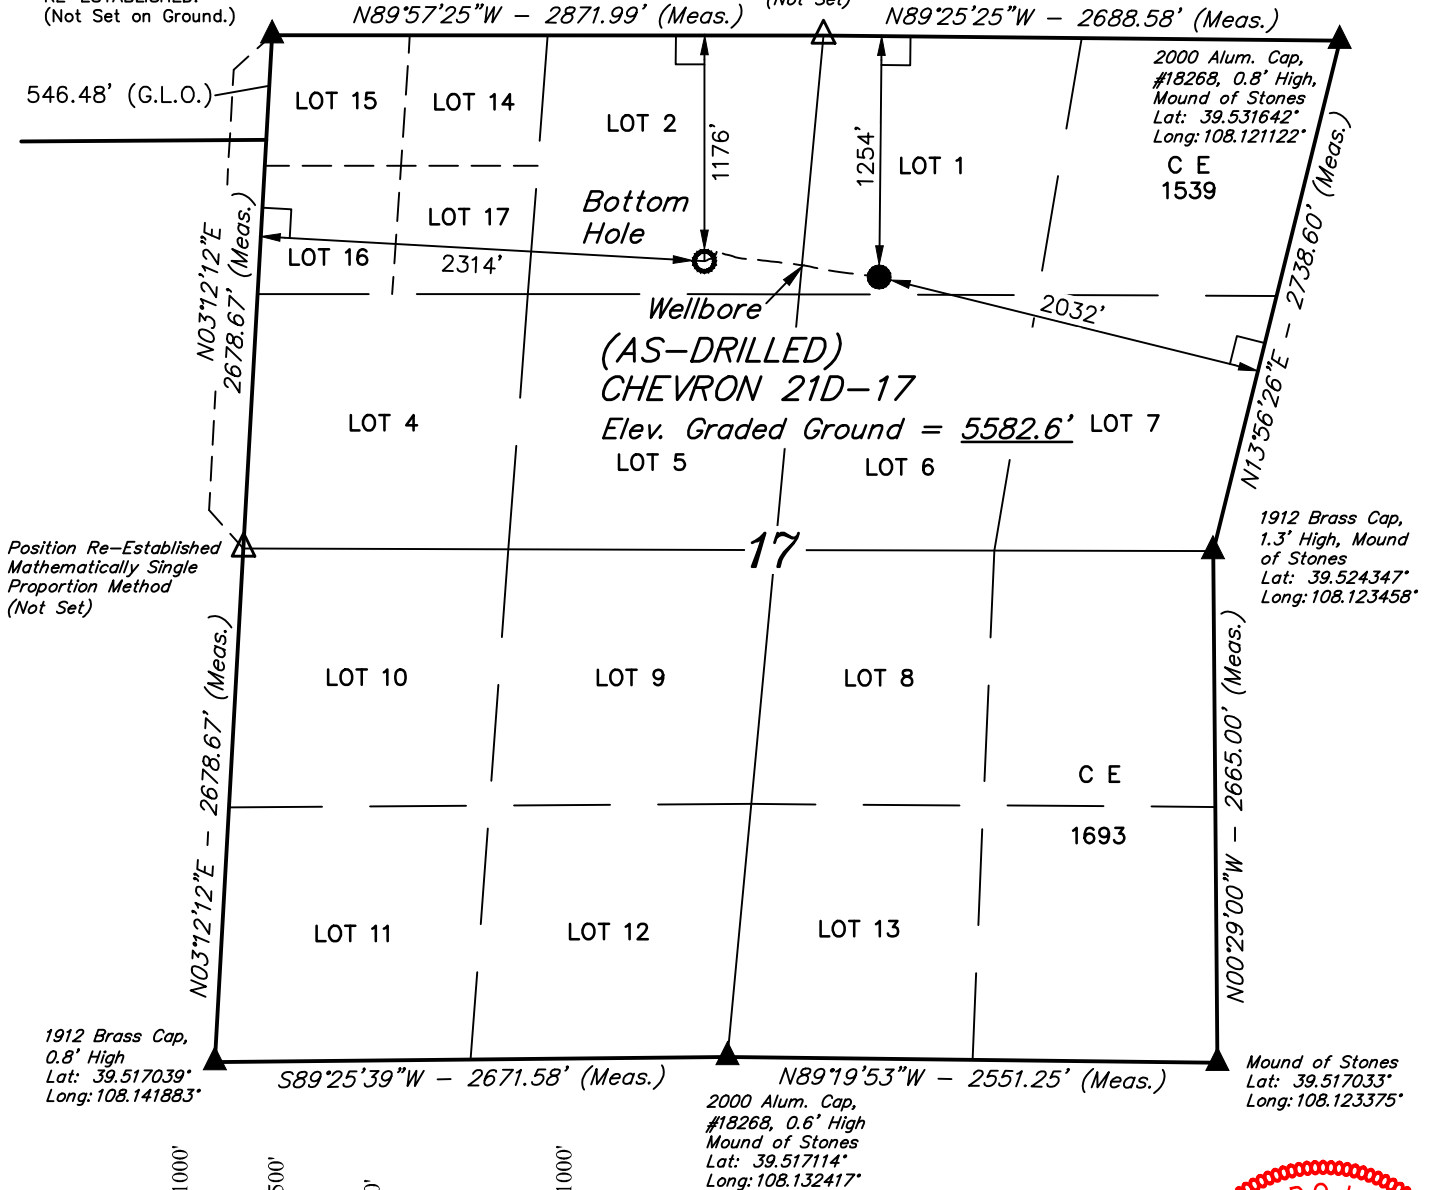 (Not Set on Ground.)
N89°57'25"W - 2871.99' (Meas.)
(Not Set)
N89°25'25"W - 2688.58' (Meas.)
2000 Alum. Cap,
#18268, 0.8' High,
Mound of Stones
Lat: 39.531642°
Long: 108.121122°
546.48' (G.L.O.)
LOT 15
LOT 14
LOT 2
1176'
1254'
LOT 1
C E
1539
LOT 17
LOT 16
2314'
Bottom
Hole
N03°12'12"E
2678.67' (Meas.)
Wellbore
2032'
N13°56'26"E - 2738.60' (Meas.)
(AS-DRILLED)
CHEVRON 21D-17
Elev. Graded Ground = 5582.6'
LOT 4
LOT 5
LOT 6
LOT 7
1912 Brass Cap,
1.3' High, Mound
of Stones
Lat: 39.524347°
Long: 108.123458°
Position Re-Established
Mathematically Single
Proportion Method
(Not Set)
17
LOT 10
LOT 9
LOT 8
C E
1693
N03°12'12"E - 2678.67' (Meas.)
N00°29'00"W - 2665.00' (Meas.)
LOT 11
LOT 12
LOT 13
1912 Brass Cap,
0.8' High
Lat: 39.517039°
Long: 108.141883°
S89°25'39"W - 2671.58' (Meas.)
N89°19'53"W - 2551.25' (Meas.)
Mound of Stones
Lat: 39.517033°
Long: 108.123375°
2000 Alum. Cap,
#18268, 0.6' High
Mound of Stones
Lat: 39.517114°
Long: 108.132417°
1000'
500'
0'
1000'